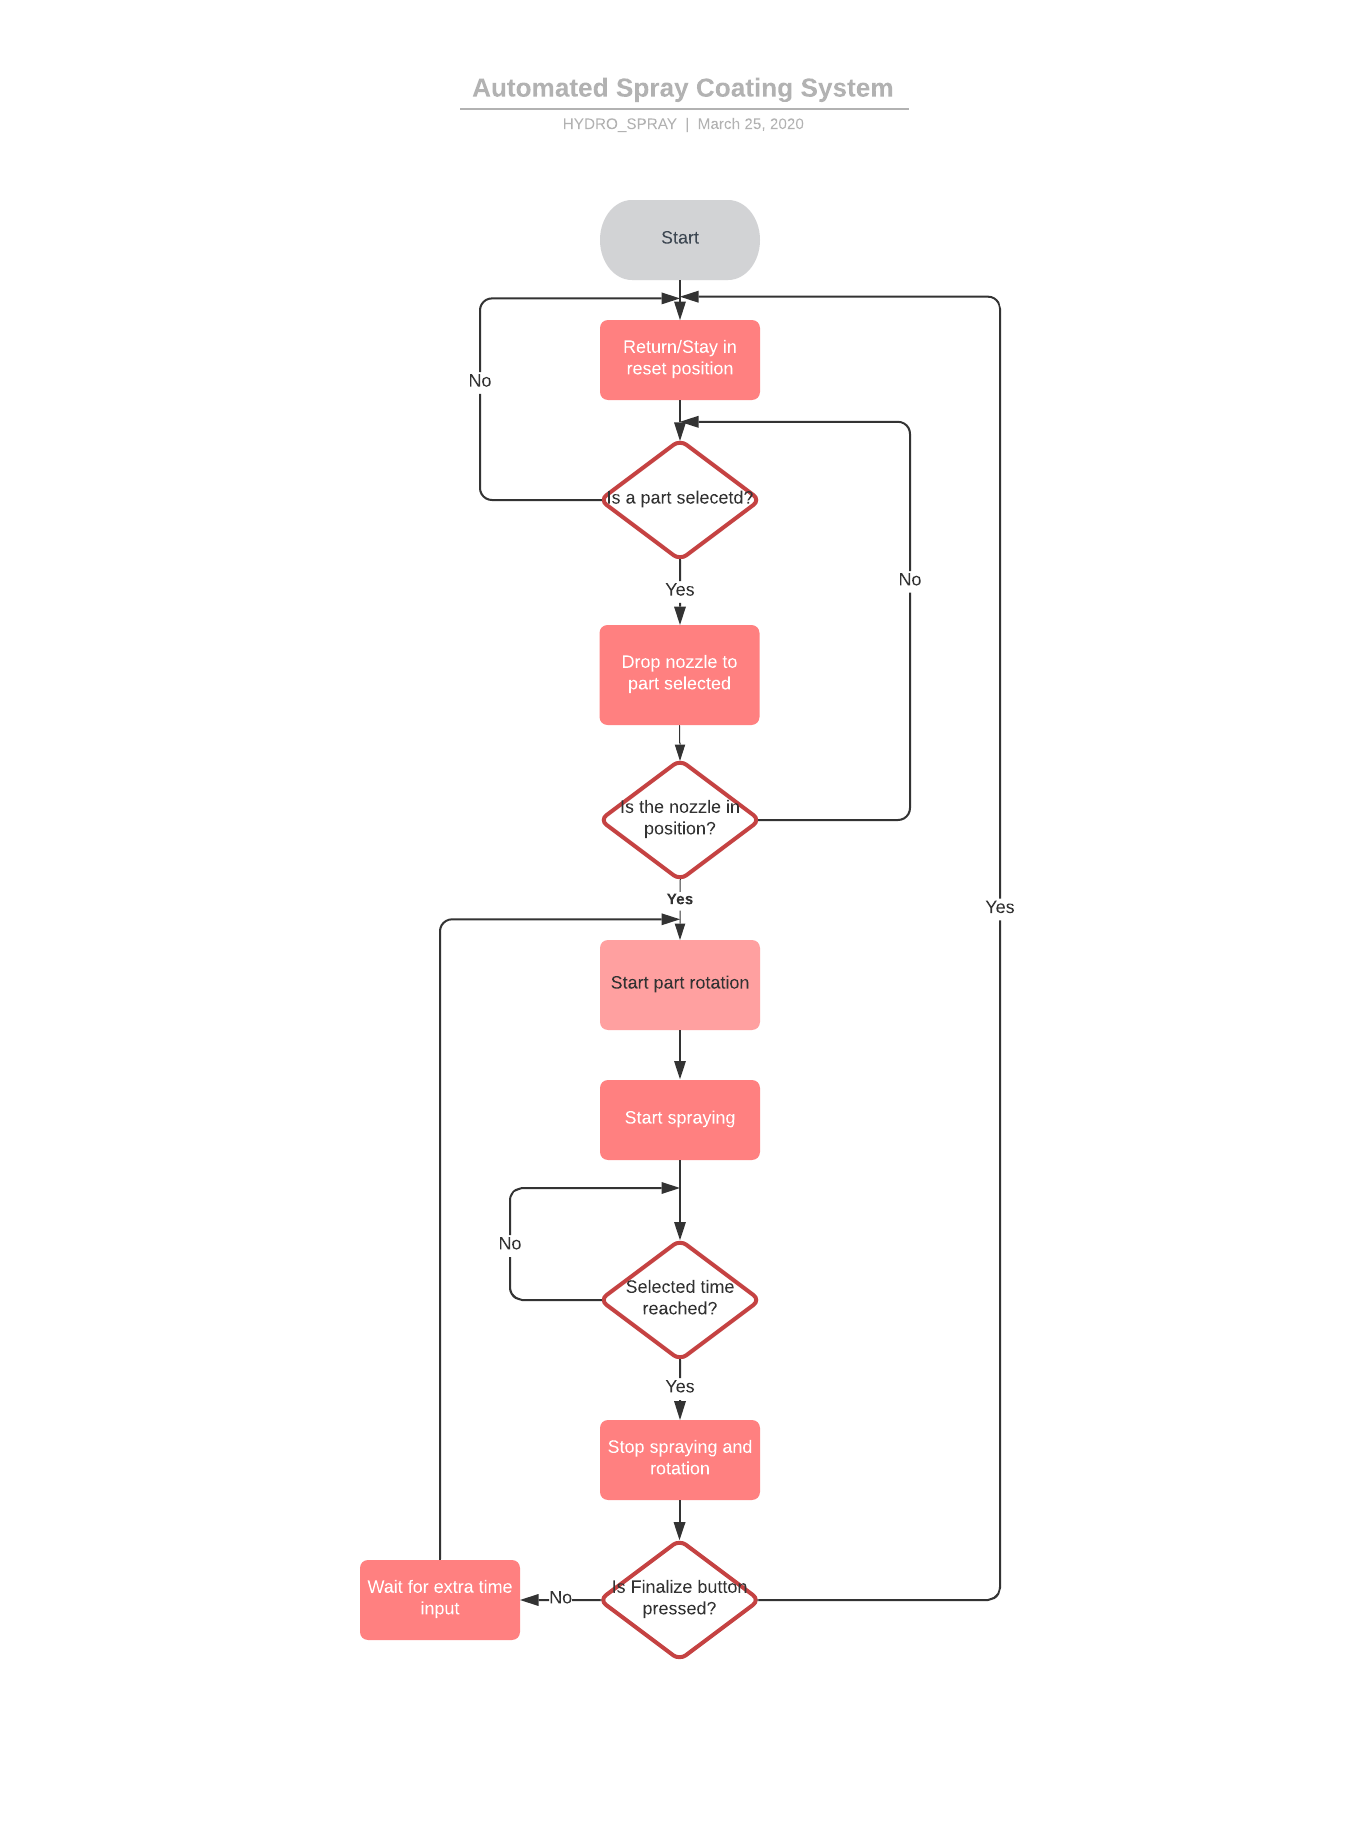 Automated Spray Coating System
HYDRO_SPRAY | March 25, 2020
Start
Return/Stay in
reset position
No
Is a part selecetd?
Yes
No
Drop nozzle to
part selected
Is the nozzle in
position?
Yes
Yes
Start part rotation
Start spraying
No
Selected time
reached?
Yes
Stop spraying and
rotation
Wait for extra time
input
No
Is Finalize button
pressed?